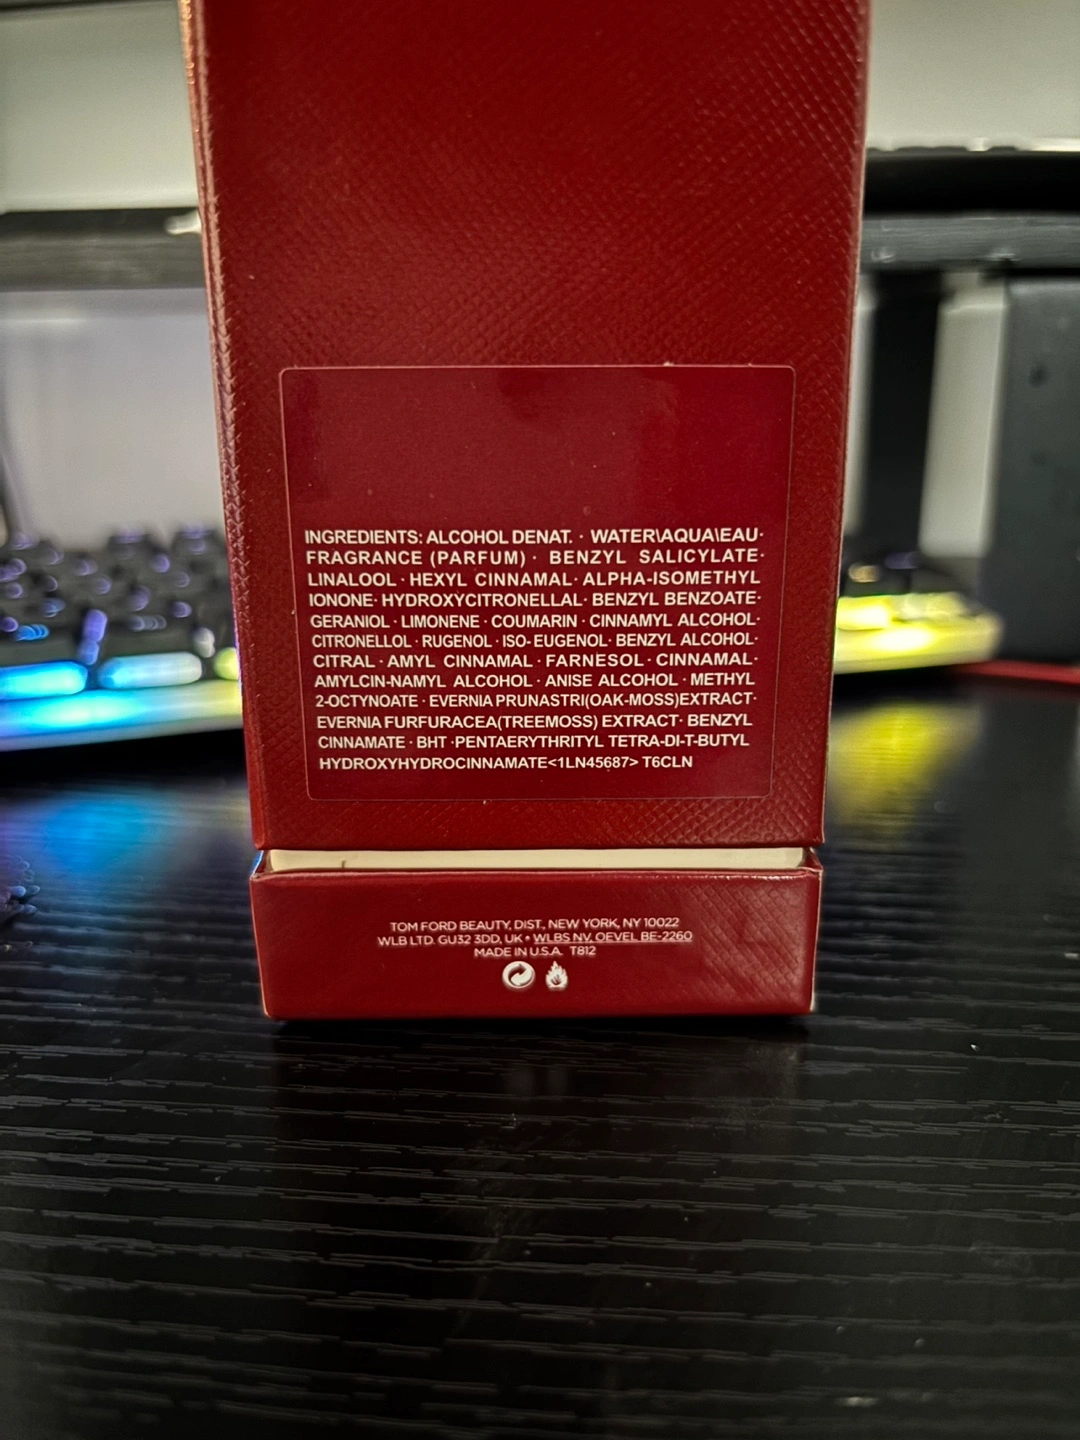 INGREDIENTS: ALCOHOL DENAT. · WATER\AQUA\EAU·
FRAGRANCE (PARFUM) · BENZYL SALICYLATE·
LINALOOL · HEXYL CINNAMAL· ALPHA-ISOMETHYL
IONONE· HYDROXYCITRONELLAL· BENZYL BENZOATE·
GERANIOL · LIMONENE · COUMARIN · CINNAMYL ALCOHOL·
CITRONELLOL · RUGENOL · ISO- EUGENOL· BENZYL ALCOHOL·
CITRAL · AMYL CINNAMAL · FARNESOL · CINNAMAL·
AMYLCIN-NAMYL ALCOHOL · ANISE ALCOHOL · METHYL
2-OCTYNOATE · EVERNIA PRUNASTRI(OAK-MOSS)EXTRACT·
EVERNIA FURFURACEA(TREEMOSS) EXTRACT· BENZYL
CINNAMATE · BHT ·PENTAERYTHRITYL TETRA-DI-T-BUTYL
HYDROXYHYDROCINNAMATE<1LN45687> T6CLN
TOM FORD BEAUTY, DIST., NEW YORK, NY 10022
WLB LTD. GU32 3DD, UK • WLBS NV, OEVEL BE-2260
MADE IN U.S.A. T812